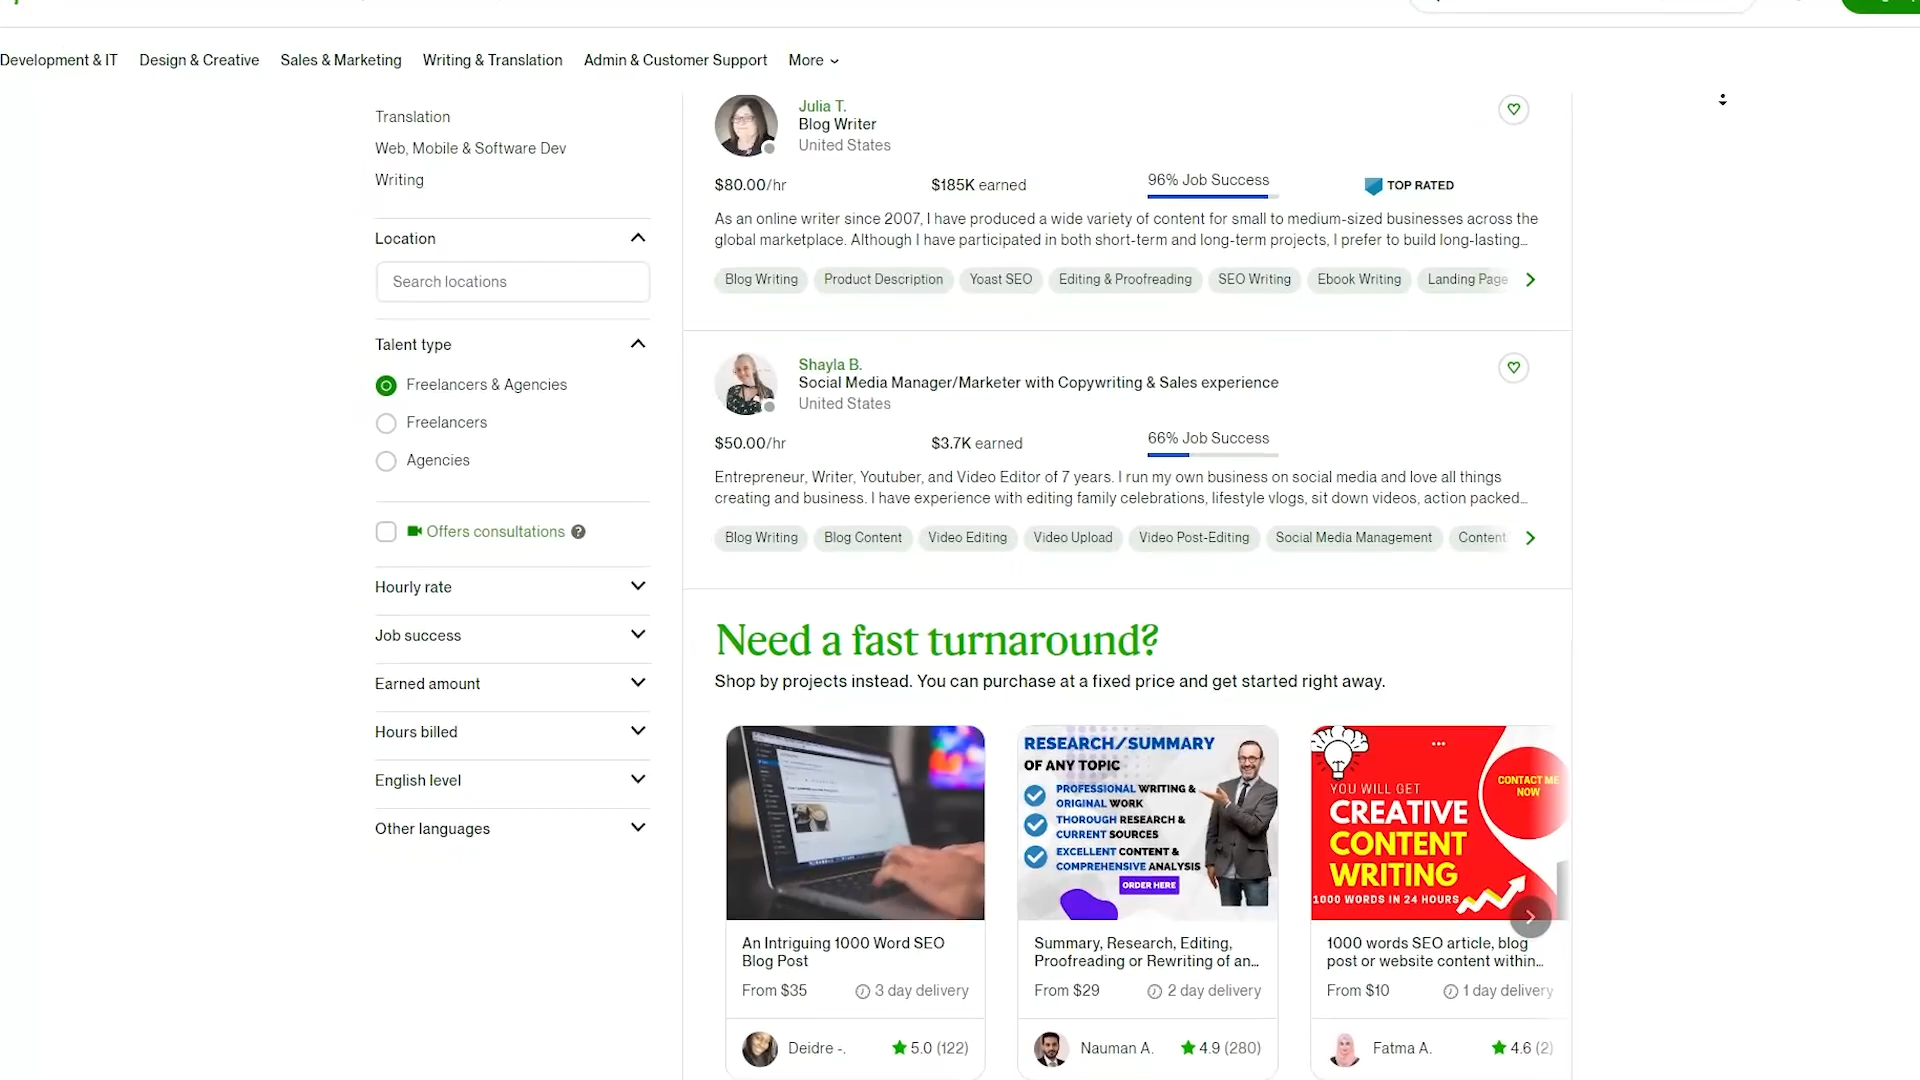 Development & IT
Design & Creative
Sales & Marketing
Writing & Translation
Admin & Customer Support
More
Translation
Web, Mobile & Software Dev
Writing
Location
Search locations
Talent type
Freelancers & Agencies
Freelancers
Agencies
Offers consultations
Hourly rate
Job success
Earned amount
Hours billed
English level
Other languages
Julia T.
Blog Writer
United States
$80.00/hr
$185K earned
96% Job Success
TOP RATED
As an online writer since 2007, I have produced a wide variety of content for small to medium-sized businesses across the
global marketplace. Although I have participated in both short-term and long-term projects, I prefer to build long-lasting...
Blog Writing
Product Description
Yoast SEO
Editing & Proofreading
SEO Writing
Ebook Writing
Landing Page
Shayla B.
Social Media Manager/Marketer with Copywriting & Sales experience
United States
$50.00/hr
$3.7K earned
66% Job Success
Entrepreneur, Writer, Youtuber, and Video Editor of 7 years. I run my own business on social media and love all things
creating and business. I have experience with editing family celebrations, lifestyle vlogs, sit down videos, action packed...
Blog Writing
Blog Content
Video Editing
Video Upload
Video Post-Editing
Social Media Management
Content
Need a fast turnaround?
Shop by projects instead. You can purchase at a fixed price and get started right away.
An Intriguing 1000 Word SEO
Blog Post
From $35
3 day delivery
Deidre -.
5.0 (122)
RESEARCH/SUMMARY
OF ANY TOPIC
PROFESSIONAL WRITING &
ORIGINAL WORK
THOROUGH RESEARCH &
CURRENT SOURCES
EXCELLENT CONTENT &
COMPREHENSIVE ANALYSIS
ORDER HERE
Summary, Research, Editing,
Proofreading or Rewriting of an...
From $29
2 day delivery
Nauman A.
4.9 (280)
CONTACT ME
NOW
YOU WILL GET
CREATIVE
CONTENT
WRITING
1000 WORDS IN 24 HOURS
1000 words SEO article, blog
post or website content within...
From $10
1 day delivery
Fatma A.
4.6 (2)